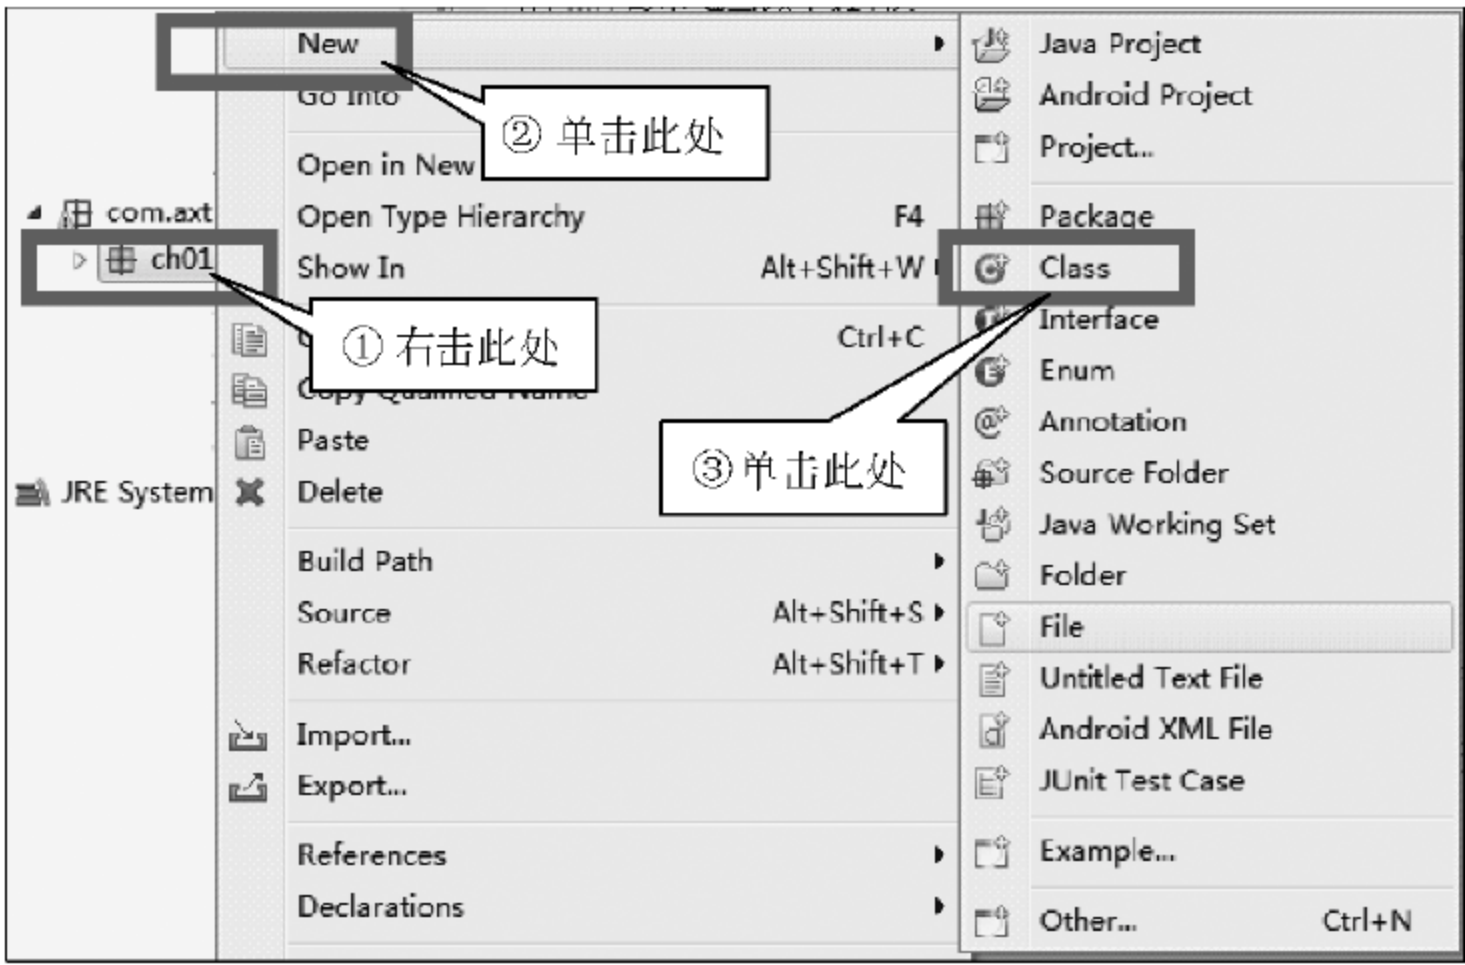 New
Go Into
② 单击此处
Open in New
Open Type Hierarchy F4
Show In Alt+Shift+W
com.axt
ch01
① 右击此处
Ctrl+C
Copy Qualified Name
Paste
Delete
JRE System
③单击此处
Build Path
Source Alt+Shift+S
Refactor Alt+Shift+T
Import...
Export...
References
Declarations
Java Project
Android Project
Project...
Package
Class
Interface
Enum
Annotation
Source Folder
Java Working Set
Folder
File
Untitled Text File
Android XML File
JUnit Test Case
Example...
Other... Ctrl+N